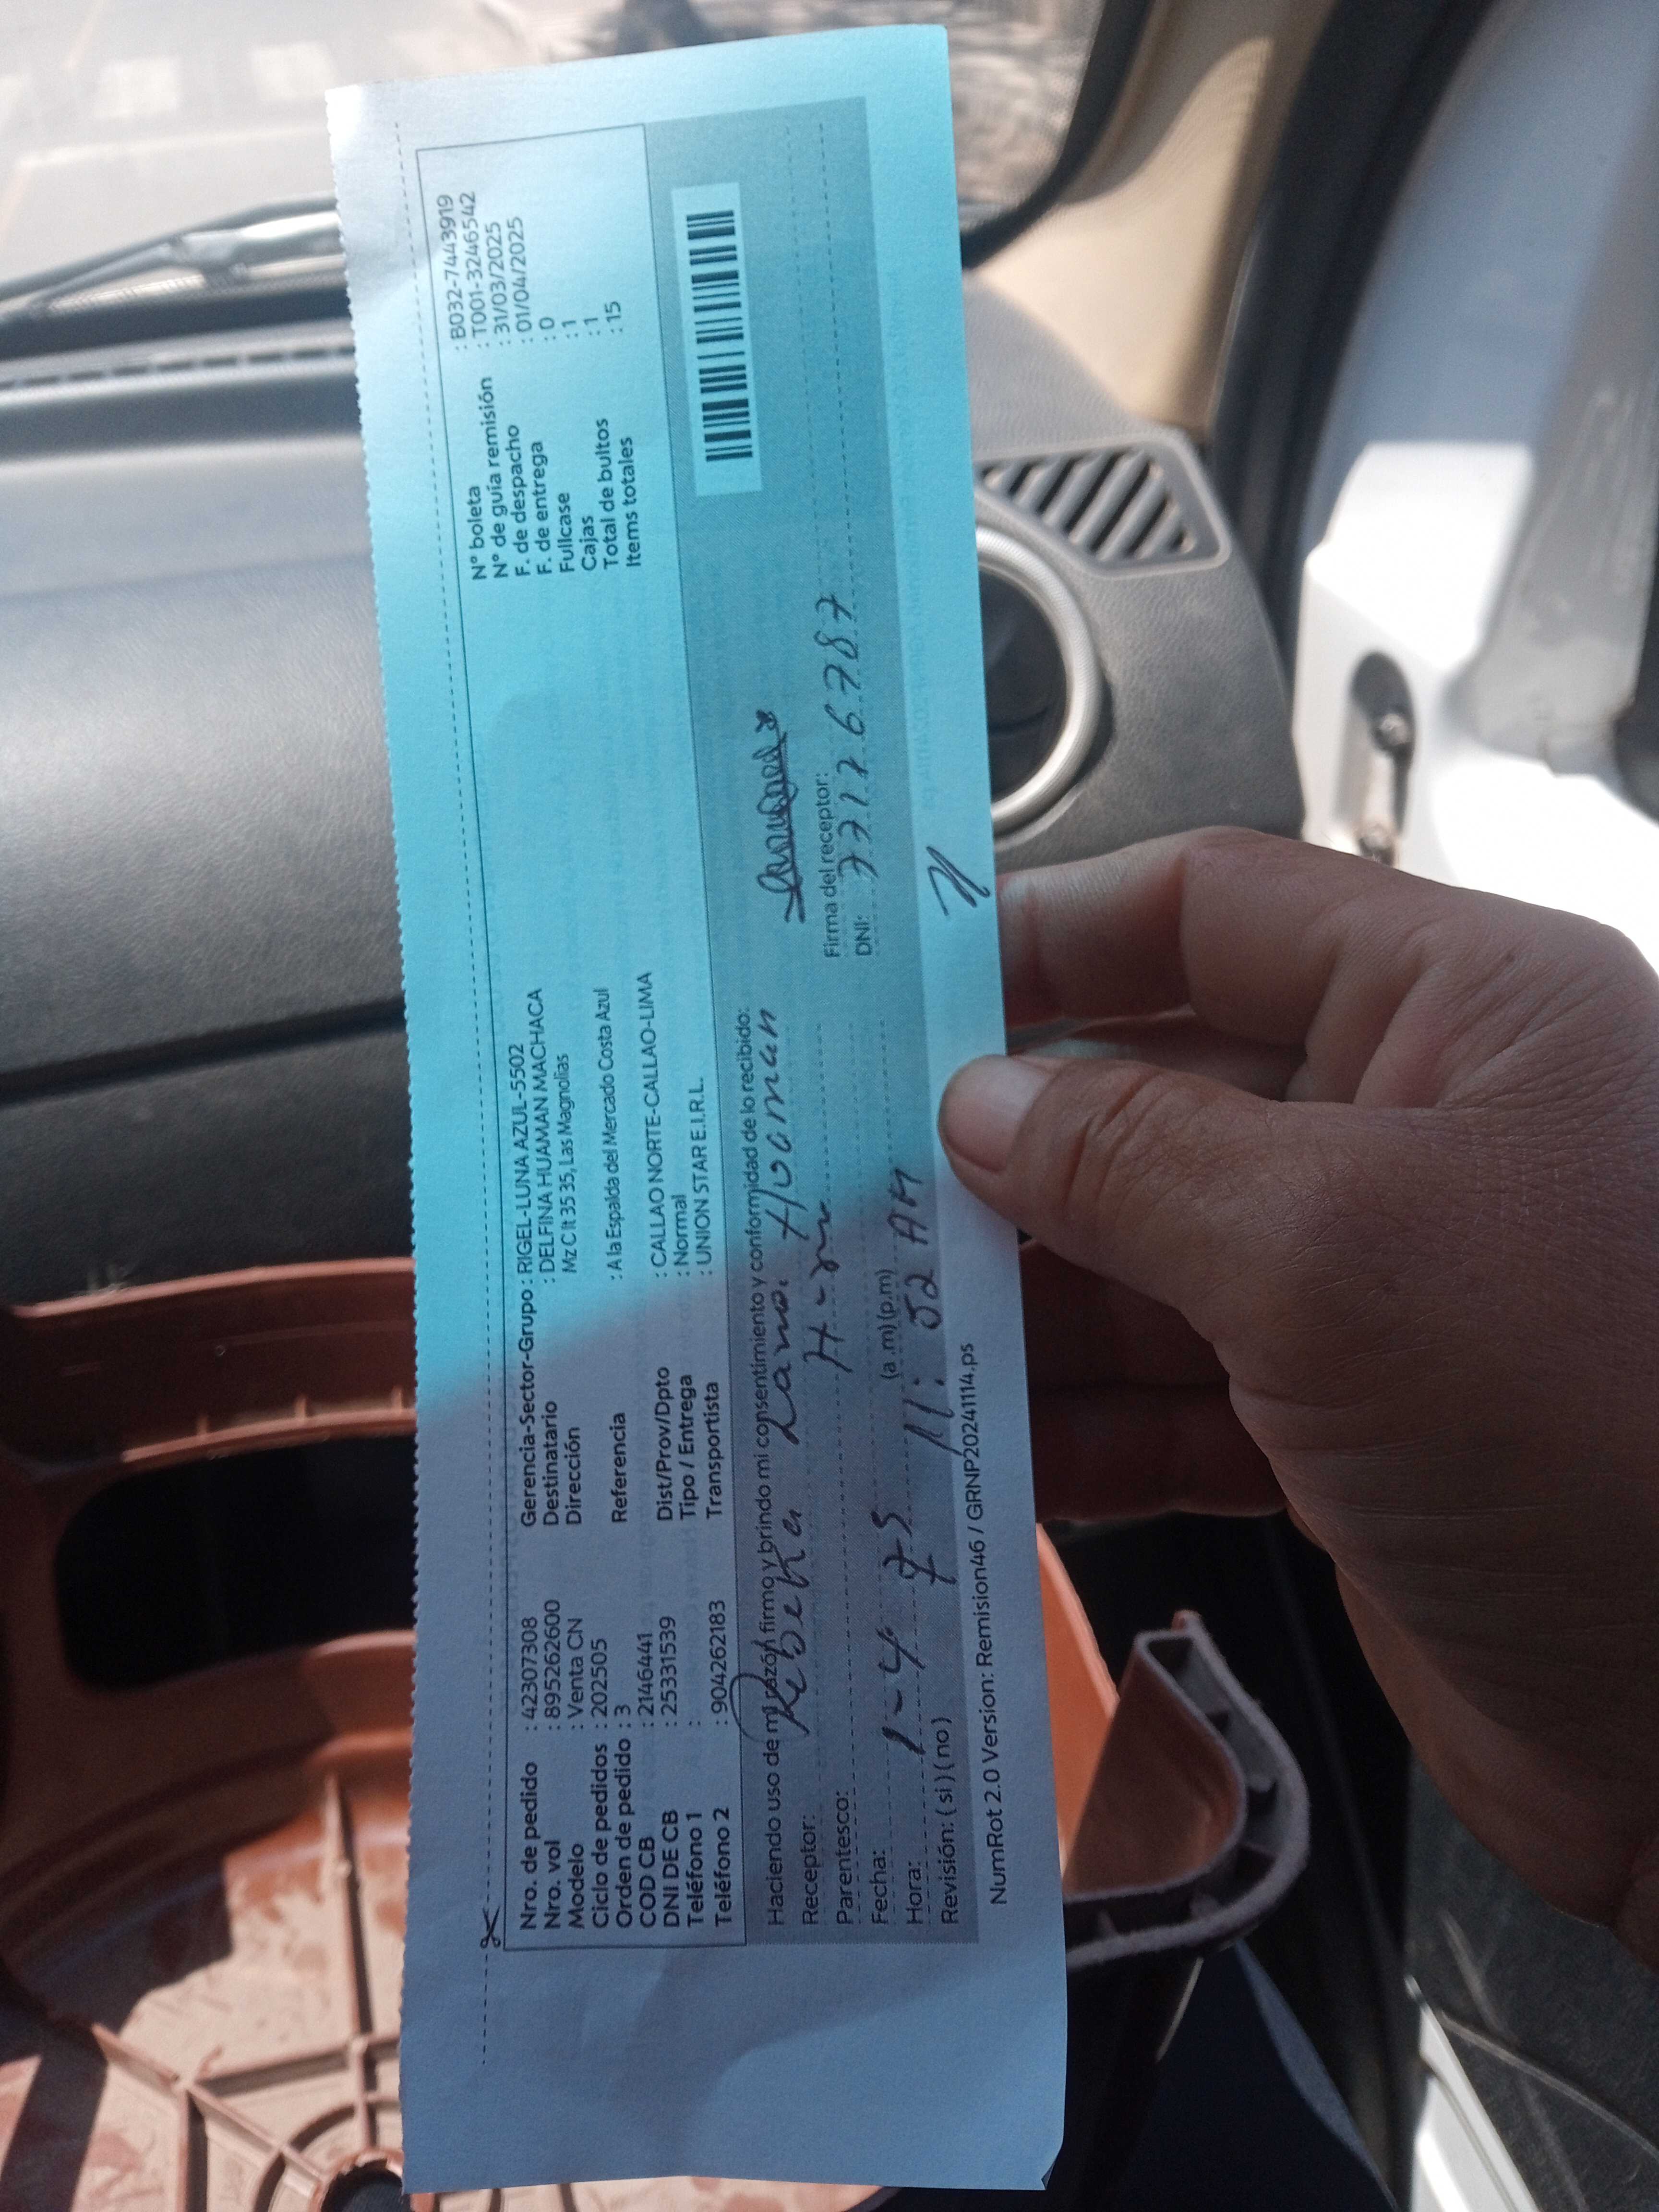 Nro. de pedido : 42307308
Nro. vol : 895262600
Modelo : Venta CN
Ciclo de pedidos : 202505
Orden de pedido : 3
COD CB : 2146441
DNI DE CB : 25331539
Teléfono 1 :
Teléfono 2 : 904262183
Gerencia-Sector-Grupo : RIGEL-LUNA AZUL-5502
Destinatario : DELFINA HUAMAN MACHACA
Dirección Mz C lt 35 35, Las Magnolias
Referencia : A la Espalda del Mercado Costa Azul
Dist/Prov/Dpto : CALLAO NORTE-CALLAO-LIMA
Tipo / Entrega : Normal
Transportista : UNION STAR E.I.R.L.
N° boleta : B032-7443919
N° de guía remisión : T001-3246542
F. de despacho : 31/03/2025
F. de entrega : 01/04/2025
Fullcase : 0
Cajas : 1
Total de bultos : 1
Items totales : 15
Haciendo uso de mi razón firmo y brindo mi consentimiento y conformidad de lo recibido:
Receptor: Huaman
Parentesco:
Fecha: 1-4
Hora: (a.m) (p.m) 11:52 AM
Revisión: ( si ) ( no )
Firma del receptor:
DNI: 77226787
NumRot 2.0 Version: Remision46 / GRNP20241114.ps